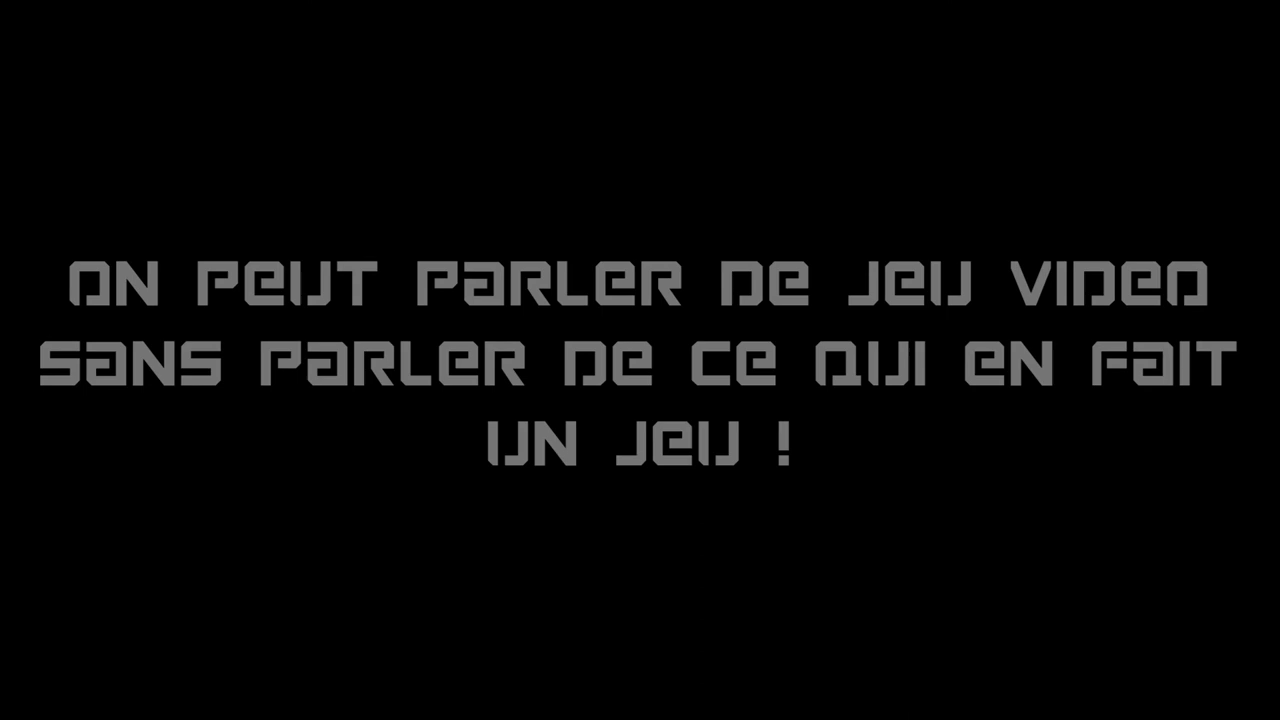 ON PEUT PARLER DE JEU VIDEO
SANS PARLER DE CE QUI EN FAIT
UN JEU !